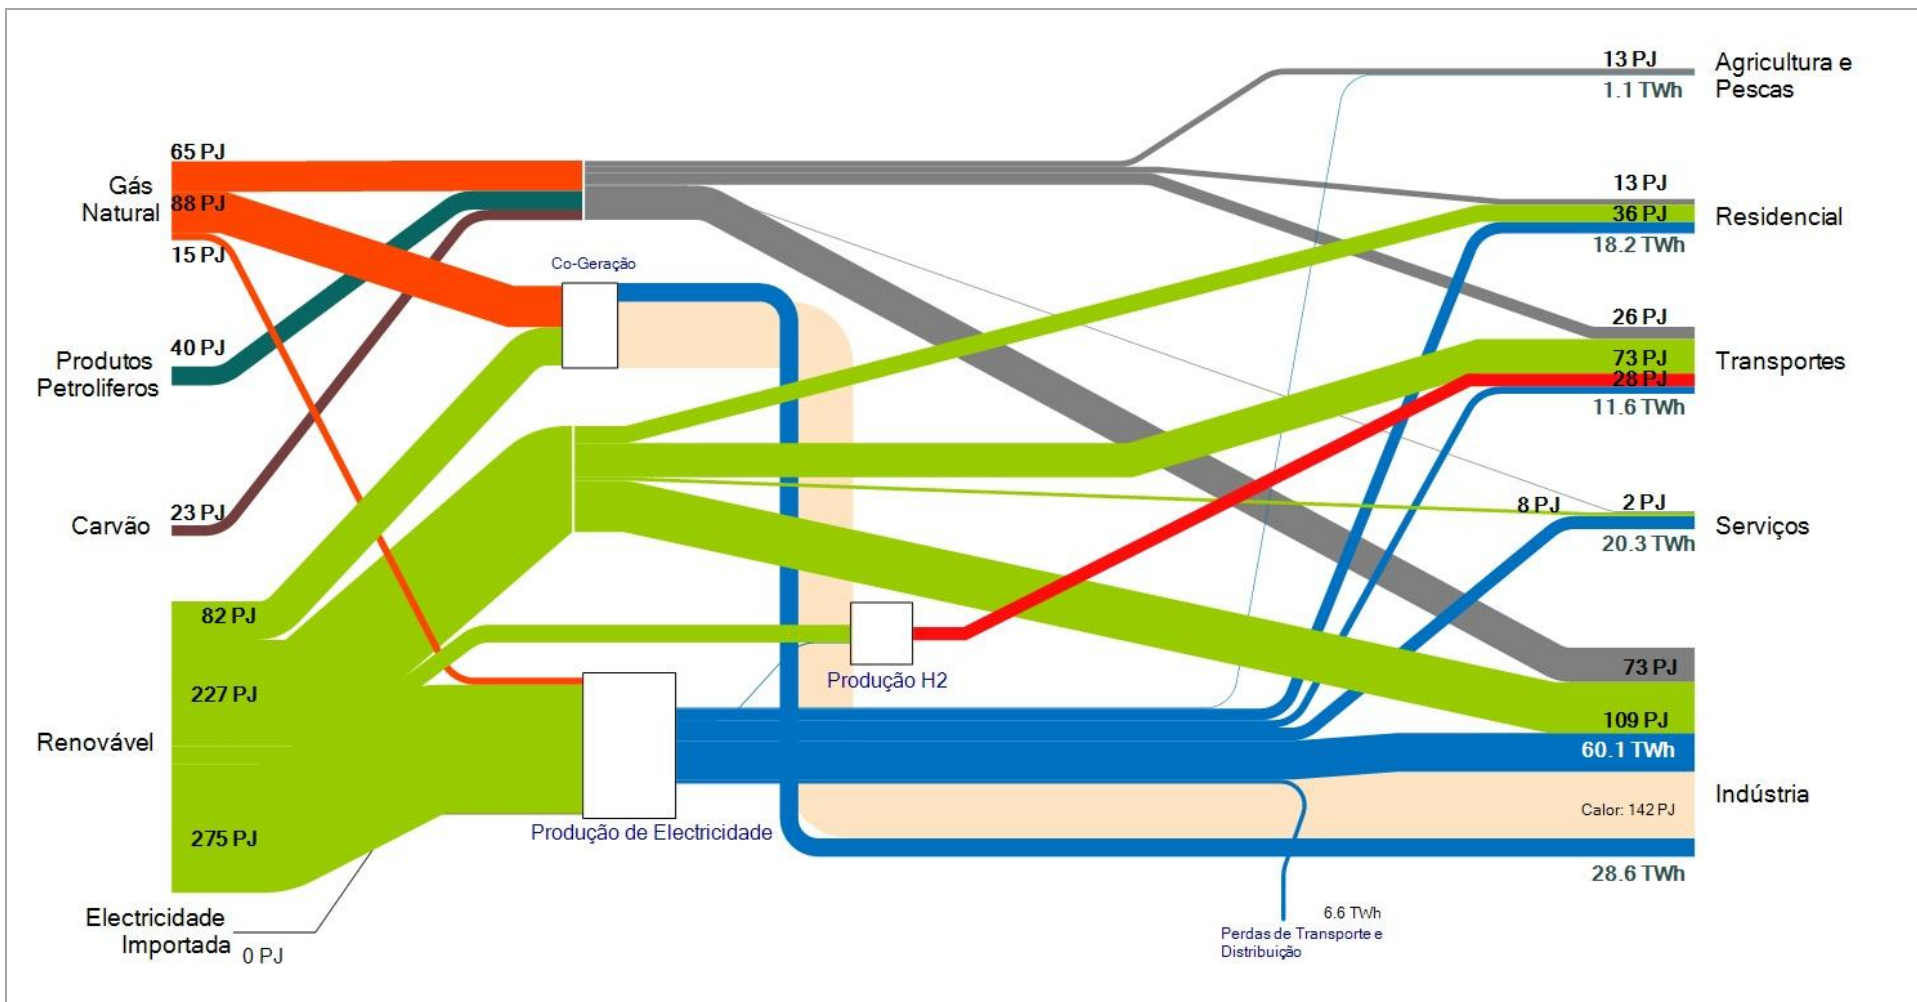 13 PJ
Agricultura e
Pescas
1.1 TWh
65 PJ
Gás
Natural
88 PJ
15 PJ
13 PJ
36 PJ
Residencial
18.2 TWh
Co-Geração
26 PJ
40 PJ
Produtos
Petroliferos
73 PJ
Transportes
28 PJ
11.6 TWh
23 PJ
Carvão
8 PJ
2 PJ
Serviços
20.3 TWh
82 PJ
227 PJ
Produção H2
73 PJ
109 PJ
Renovável
60.1 TWh
275 PJ
Produção de Electricidade
Calor: 142 PJ
Indústria
28.6 TWh
Electricidade
Importada
0 PJ
6.6 TWh
Perdas de Transporte e
Distribuição